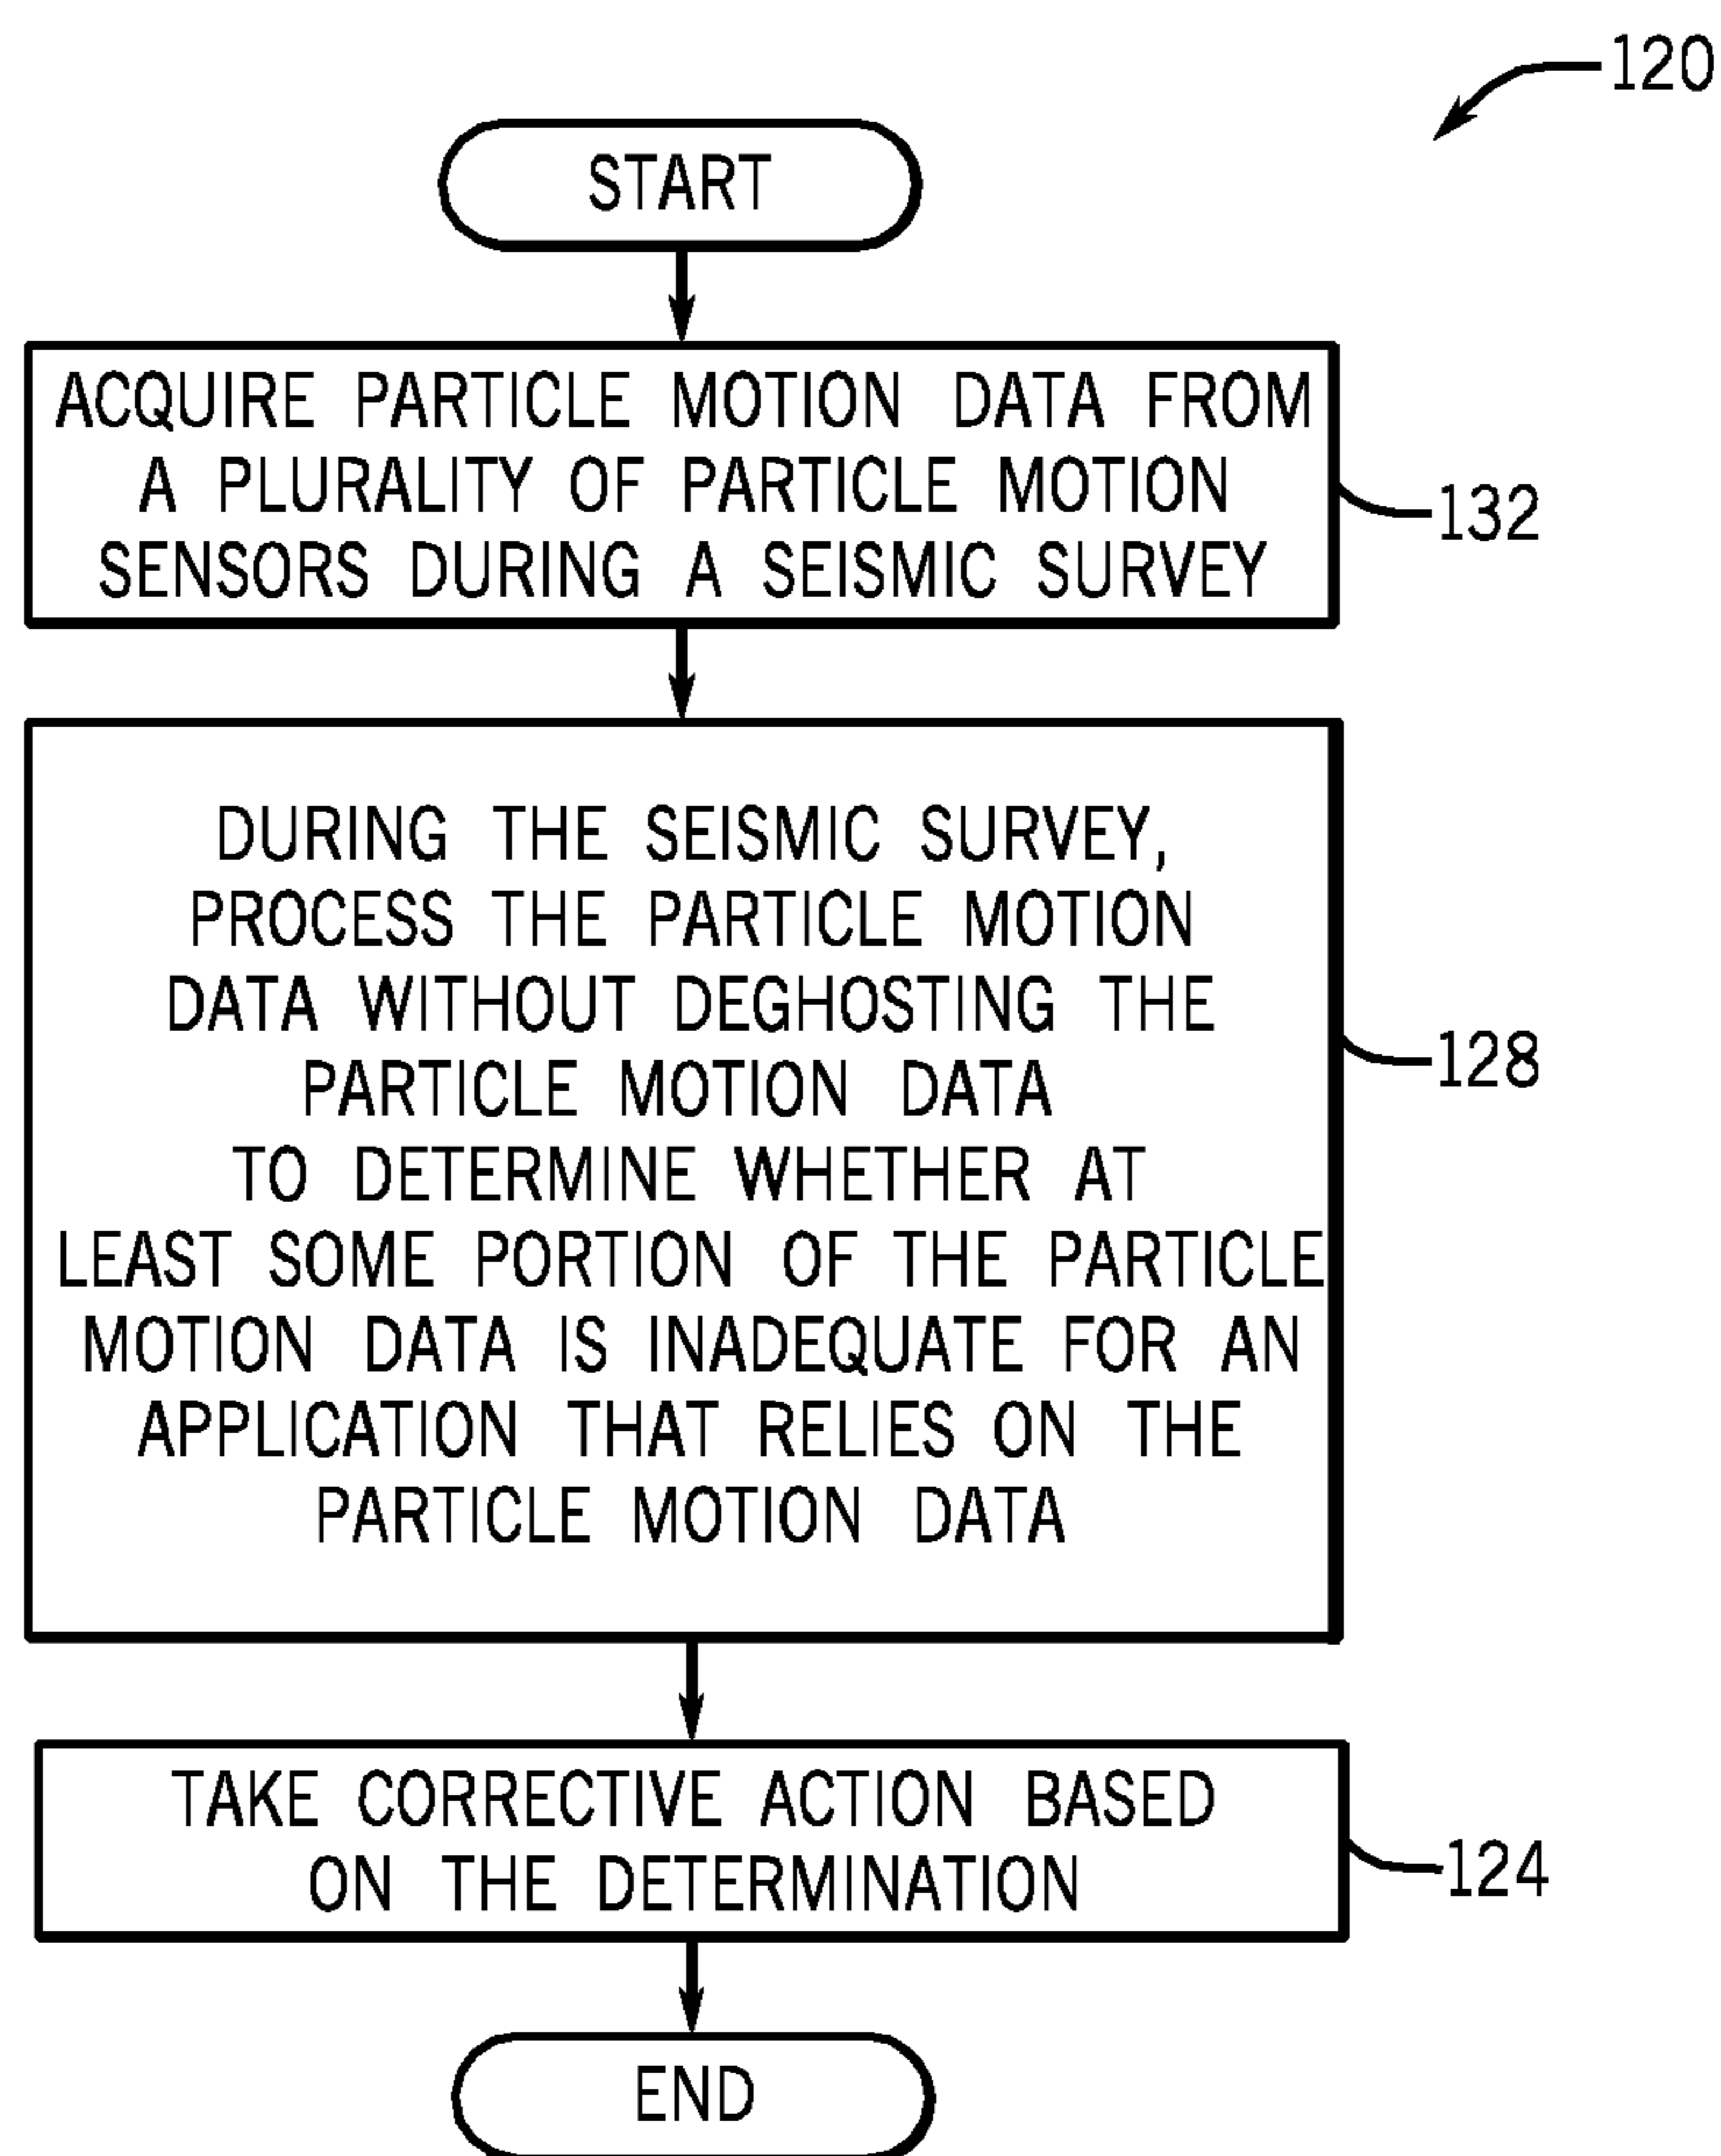 120
START
ACQUIRE PARTICLE MOTION DATA FROM
A PLURALITY OF PARTICLE MOTION
SENSORS DURING A SEISMIC SURVEY
132
DURING THE SEISMIC SURVEY,
PROCESS THE PARTICLE MOTION
DATA WITHOUT DEGHOSTING THE
PARTICLE MOTION DATA
TO DETERMINE WHETHER AT
LEAST SOME PORTION OF THE PARTICLE
MOTION DATA IS INADEQUATE FOR AN
APPLICATION THAT RELIES ON THE
PARTICLE MOTION DATA
128
TAKE CORRECTIVE ACTION BASED
ON THE DETERMINATION
124
END